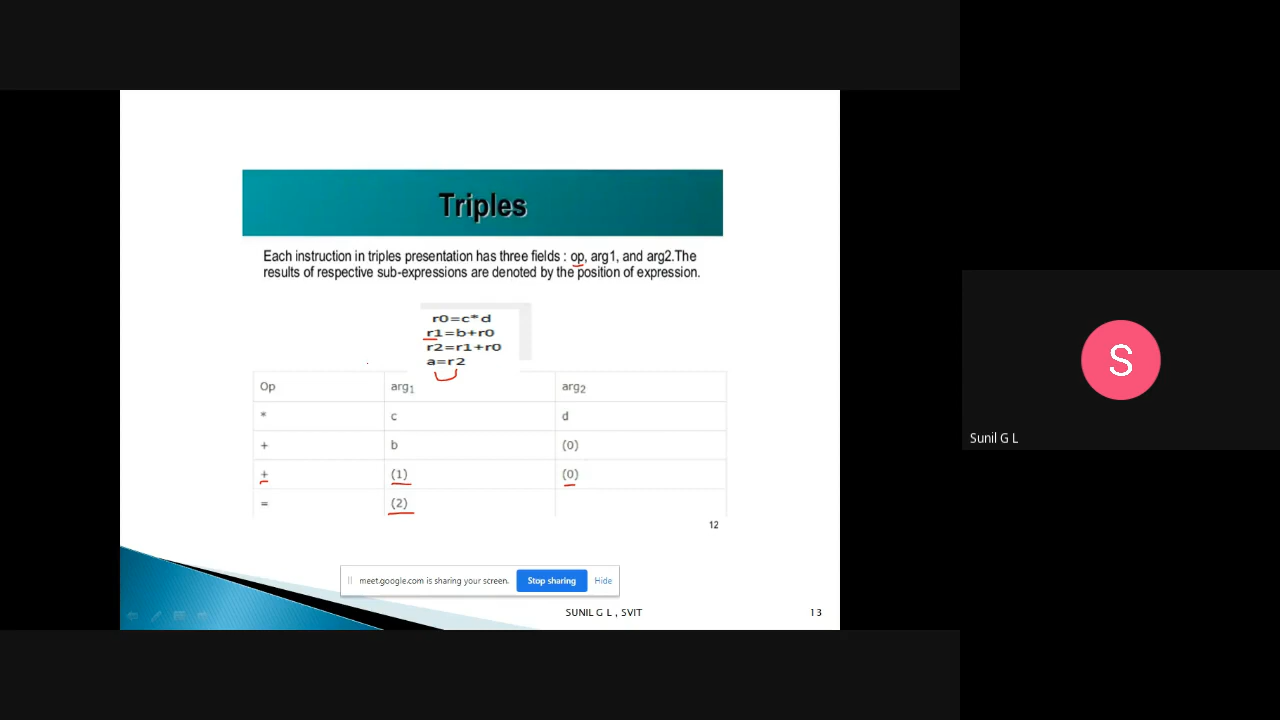 Triples
Each instruction in triples presentation has three fields : op, arg1, and arg2.The
results of respective sub-expressions are denoted by the position of expression.
r0=c*d
r1=b+r0
r2=r1+r0
a=r2
Op arg1 arg2
* c d
+ b (0)
+ (1) (0)
= (2)
12
meet.google.com is sharing your screen. Stop sharing Hide
SUNIL G L , SVIT 13
S
Sunil G L